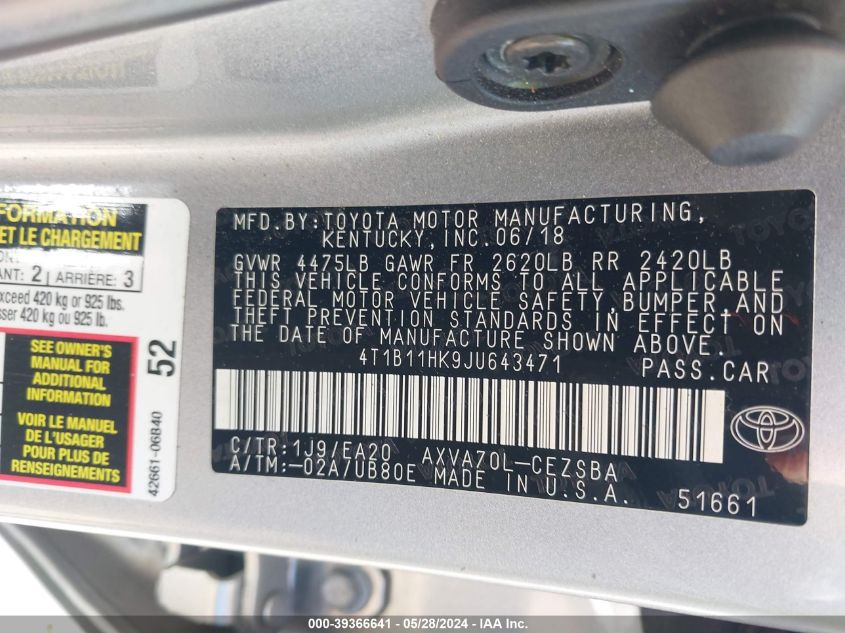 FORMATION
ET LE CHARGEMENT
ANT: 2 ARRIÈRE: 3
exceed 420 kg or 925 lbs.
sser 420 kg ou 925 lb.
SEE OWNER'S
MANUAL FOR
ADDITIONAL
INFORMATION
VOIR LE MANUEL
DE L'USAGER
POUR PLUS DE
RENSEIGNEMENTS
52
42661-06B40
MFD.BY:TOYOTA MOTOR MANUFACTURING,
KENTUCKY,INC.06/18
GVWR 4475LB GAWR FR 2620LB RR 2420LB
THIS VEHICLE CONFORMS TO ALL APPLICABLE
FEDERAL MOTOR VEHICLE SAFETY,BUMPER,AND
THEFT PREVENTION STANDARDS IN EFFECT ON
THE DATE OF MANUFACTURE SHOWN ABOVE.
4T1B11HK9JU643471 PASS.CAR
C/TR:1J9/EA20 AXVA70L-CEZSBA
A/TM:-02A/UB80E MADE IN U.S.A. 51661
000-39366641 / 05/28/2024 - IAA Inc.